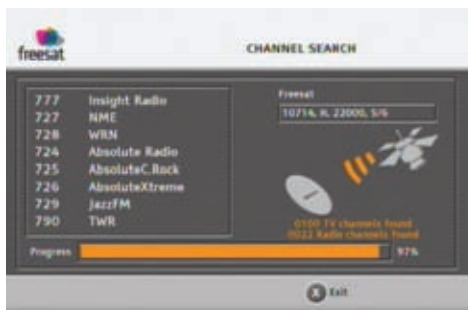 freesat
CHANNEL SEARCH
777 Insight Radio
727 NME
728 WRN
724 Absolute Radio
725 AbsoluteC.Rock
726 AbsoluteXtreme
729 JazzFM
790 TWR
Freesat
10714, H, 22000, 5/6
0100 TV channels found
0022 Radio channels found
Progress 97%
X Exit